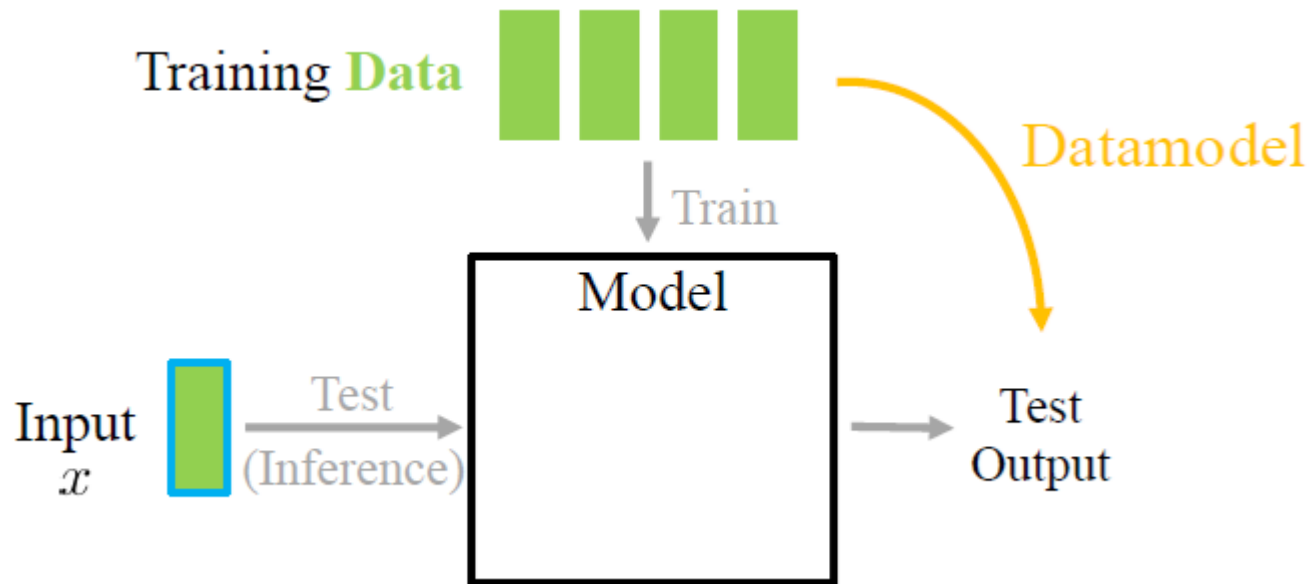 Training Data
Datamodel
Train
Model
Test
(Inference)
Input
x
Test
Output